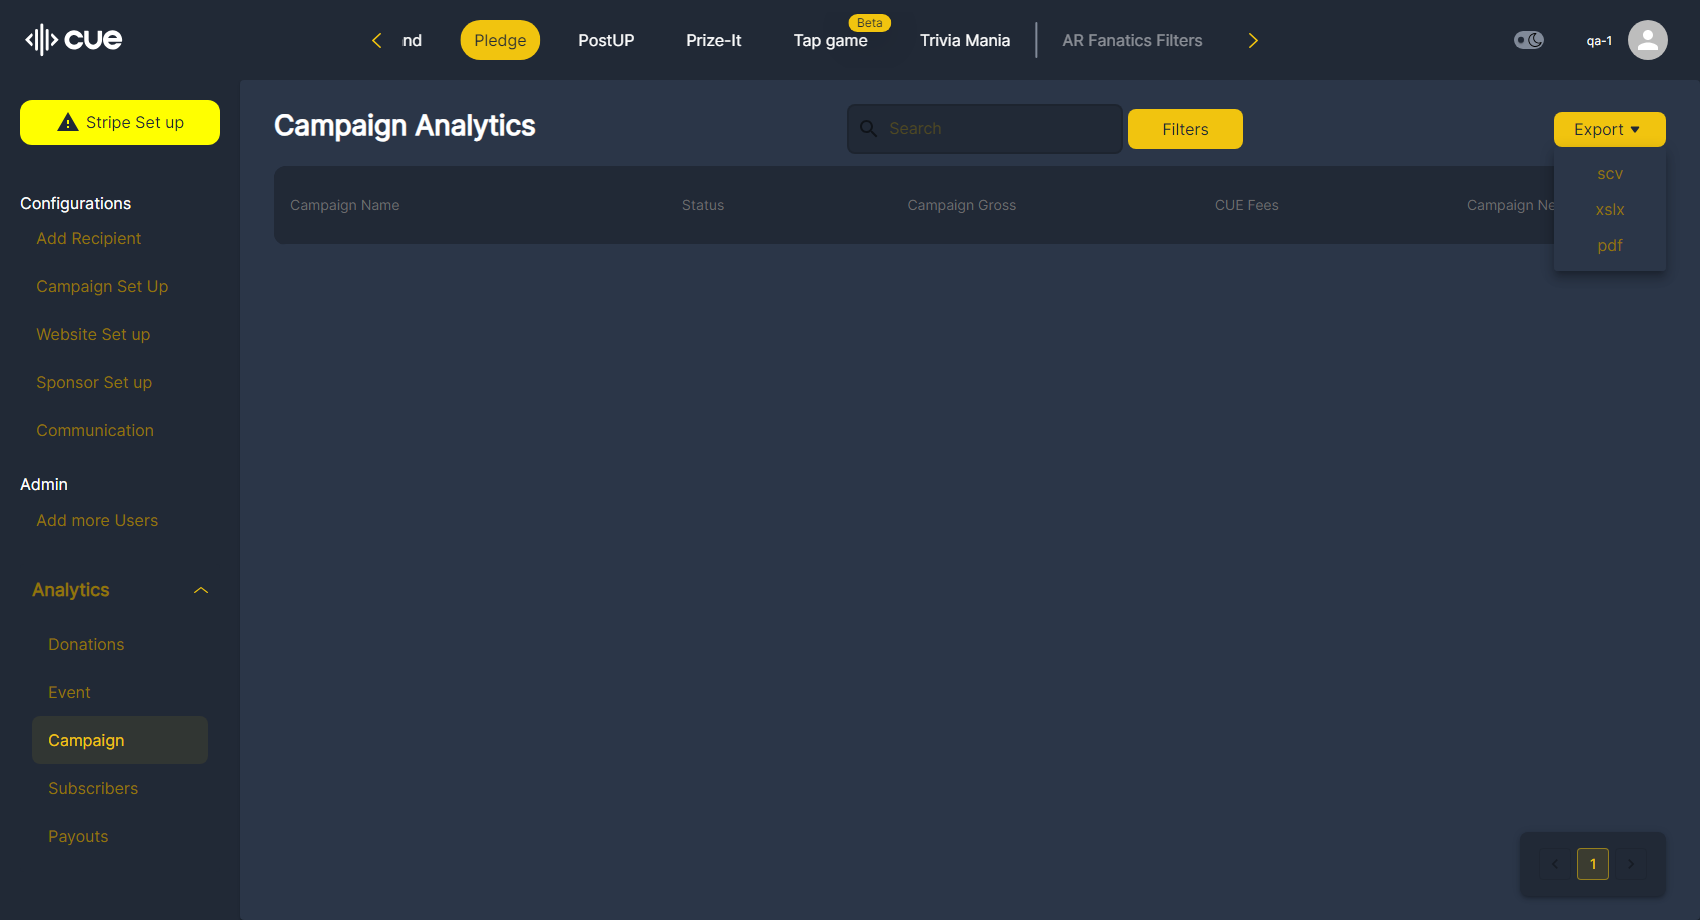 cue
nd
Pledge
PostUP
Prize-It
Tap game
Beta
Trivia Mania
AR Fanatics Filters
qa-1
Stripe Set up
Configurations
Add Recipient
Campaign Set Up
Website Set up
Sponsor Set up
Communication
Admin
Add more Users
Analytics
Donations
Event
Campaign
Subscribers
Payouts
Campaign Analytics
Search
Filters
Export
scv
xslx
pdf
Campaign Name
Status
Campaign Gross
CUE Fees
Campaign Ne
1